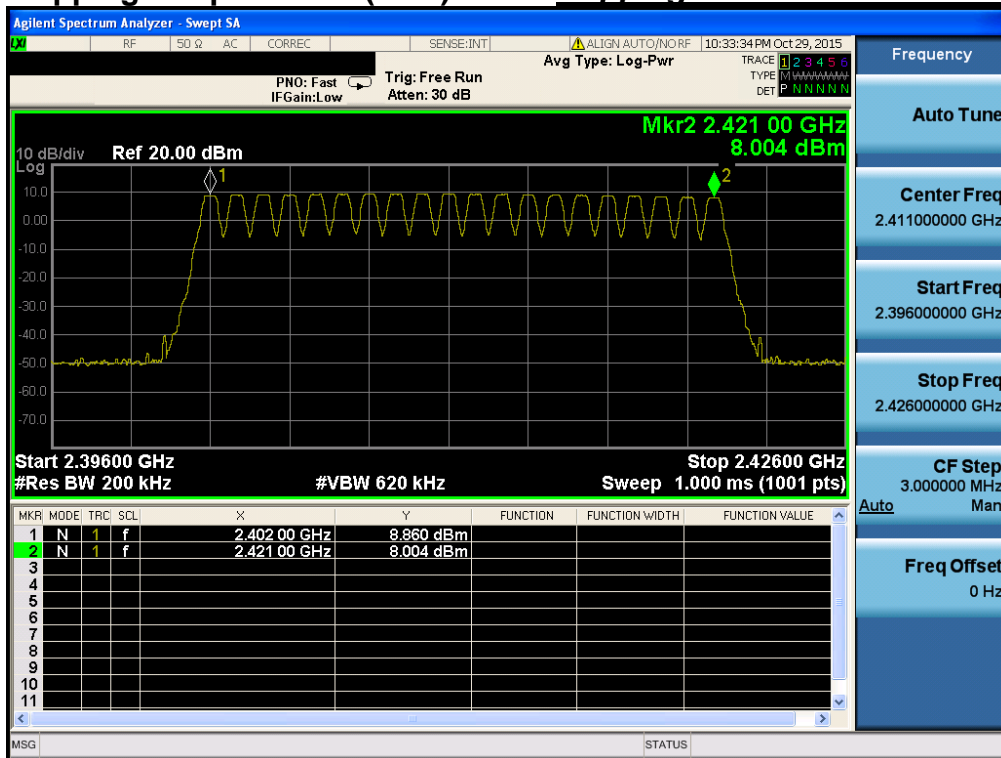 Agilent Spectrum Analyzer - Swept SA
LXI RF 50 Ω AC CORREC SENSE:INT ALIGN AUTO/NORF 10:33:34 PM Oct 29, 2015
Avg Type: Log-Pwr TRACE 1 2 3 4 5 6
PNO: Fast Trig: Free Run TYPE M WWWWW
IFGain:Low Atten: 30 dB DET P N N N N N
Mkr2 2.421 00 GHz
8.004 dBm
10 dB/div Ref 20.00 dBm
Log
1
2
10.0
0.00
-10.0
-20.0
-30.0
-40.0
-50.0
-60.0
-70.0
Start 2.39600 GHz Stop 2.42600 GHz
#Res BW 200 kHz #VBW 620 kHz Sweep 1.000 ms (1001 pts)
MKR MODE TRC SCL X Y FUNCTION FUNCTION WIDTH FUNCTION VALUE
1 N 1 f 2.402 00 GHz 8.860 dBm
2 N 1 f 2.421 00 GHz 8.004 dBm
3
4
5
6
7
8
9
10
11
MSG STATUS
Frequency
Auto Tune
Center Freq
2.411000000 GHz
Start Freq
2.396000000 GHz
Stop Freq
2.426000000 GHz
CF Step
3.000000 MHz
Auto Man
Freq Offset
0 Hz